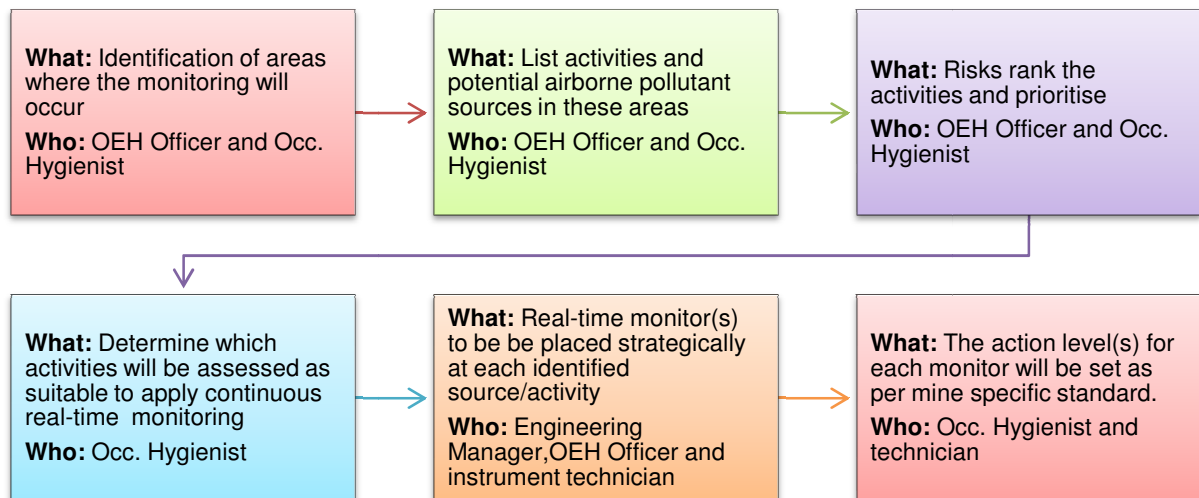 What: Identification of areas
where the monitoring will
occur
Who: OEH Officer and Occ.
Hygienist
What: List activities and
potential airborne pollutant
sources in these areas
Who: OEH Officer and Occ.
Hygienist
What: Risks rank the
activities and prioritise
Who: OEH Officer and Occ.
Hygienist
What: Determine which
activities will be assessed as
suitable to apply continuous
real-time monitoring
Who: Occ. Hygienist
What: Real-time monitor(s)
to be be placed strategically
at each identified
source/activity
Who: Engineering
Manager,OEH Officer and
instrument technician
What: The action level(s) for
each monitor will be set as
per mine specific standard.
Who: Occ. Hygienist and
technician